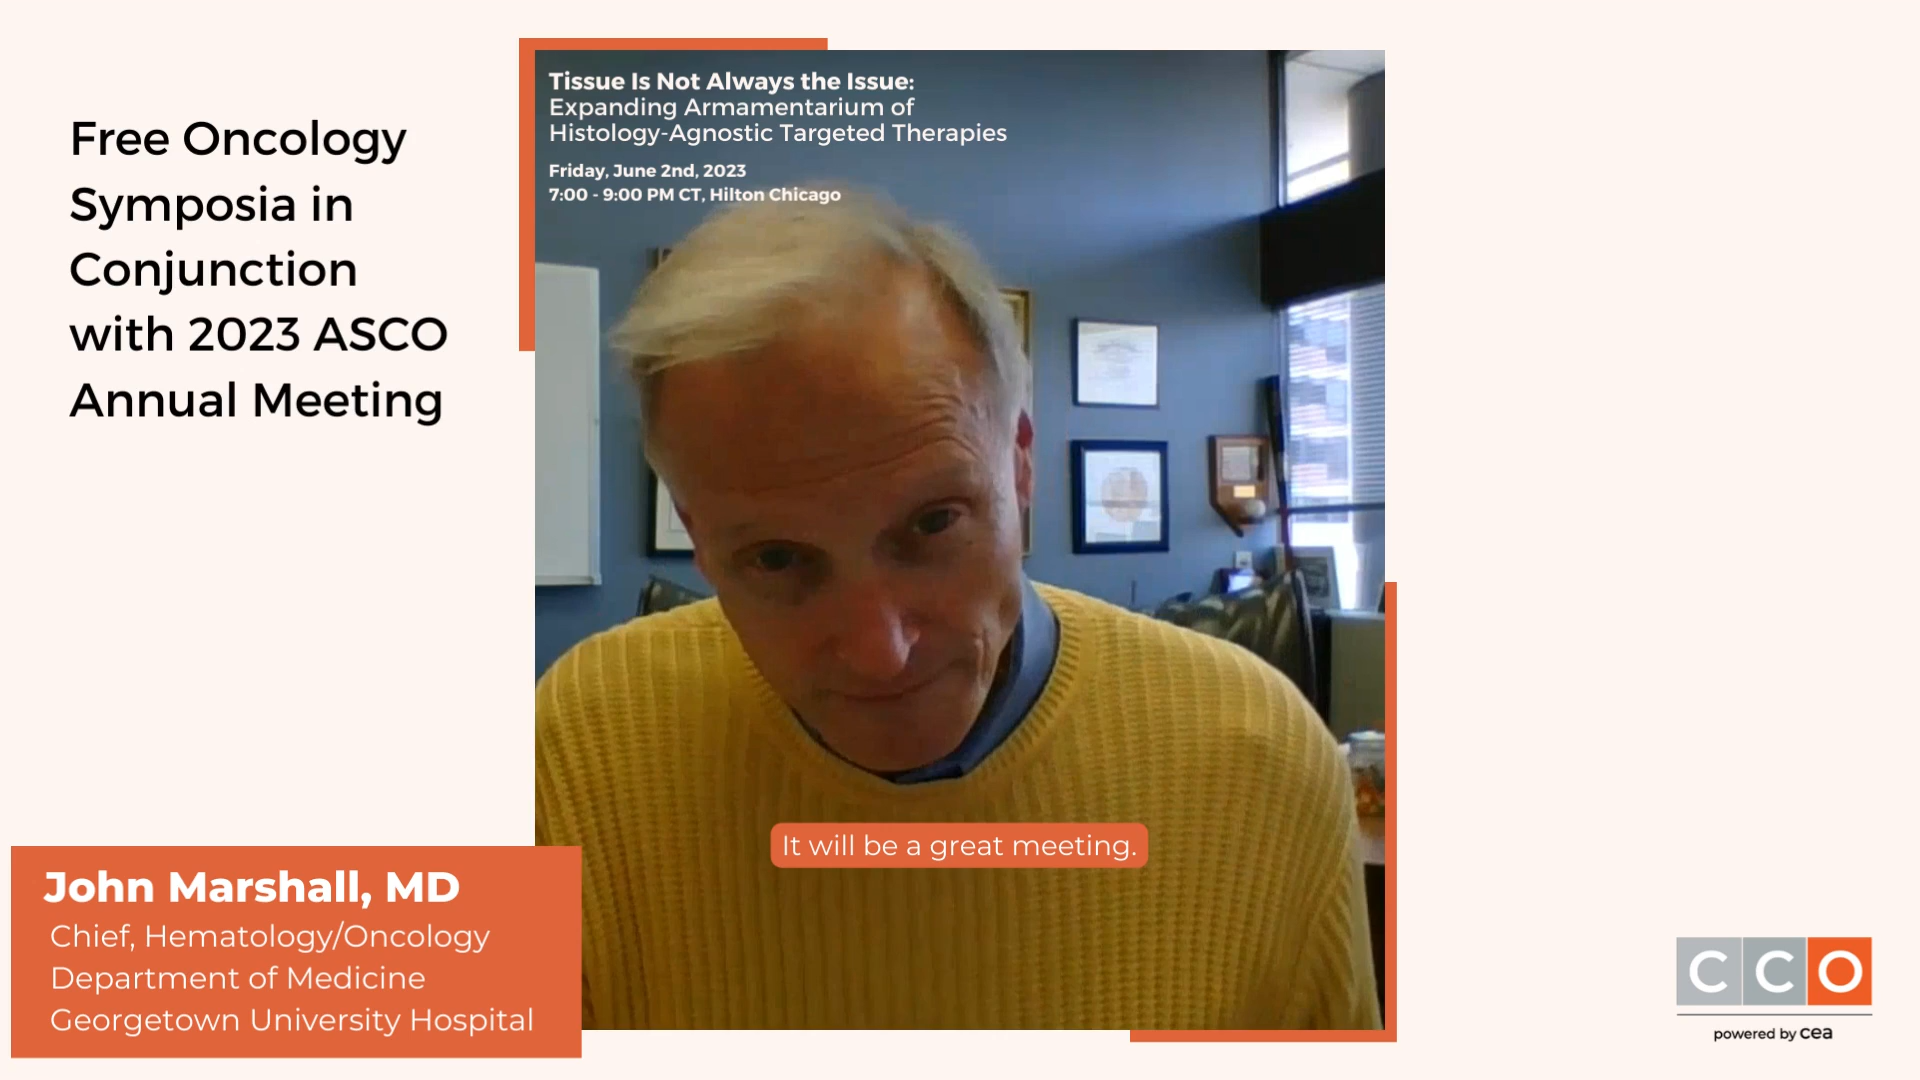 Free Oncology
Symposia in
Conjunction
with 2023 ASCO
Annual Meeting
Tissue Is Not Always the Issue:
Expanding Armamentarium of
Histology-Agnostic Targeted Therapies
Friday, June 2nd, 2023
7:00 - 9:00 PM CT, Hilton Chicago
It will be a great meeting.
John Marshall, MD
Chief, Hematology/Oncology
Department of Medicine
Georgetown University Hospital
CCO
powered by cea